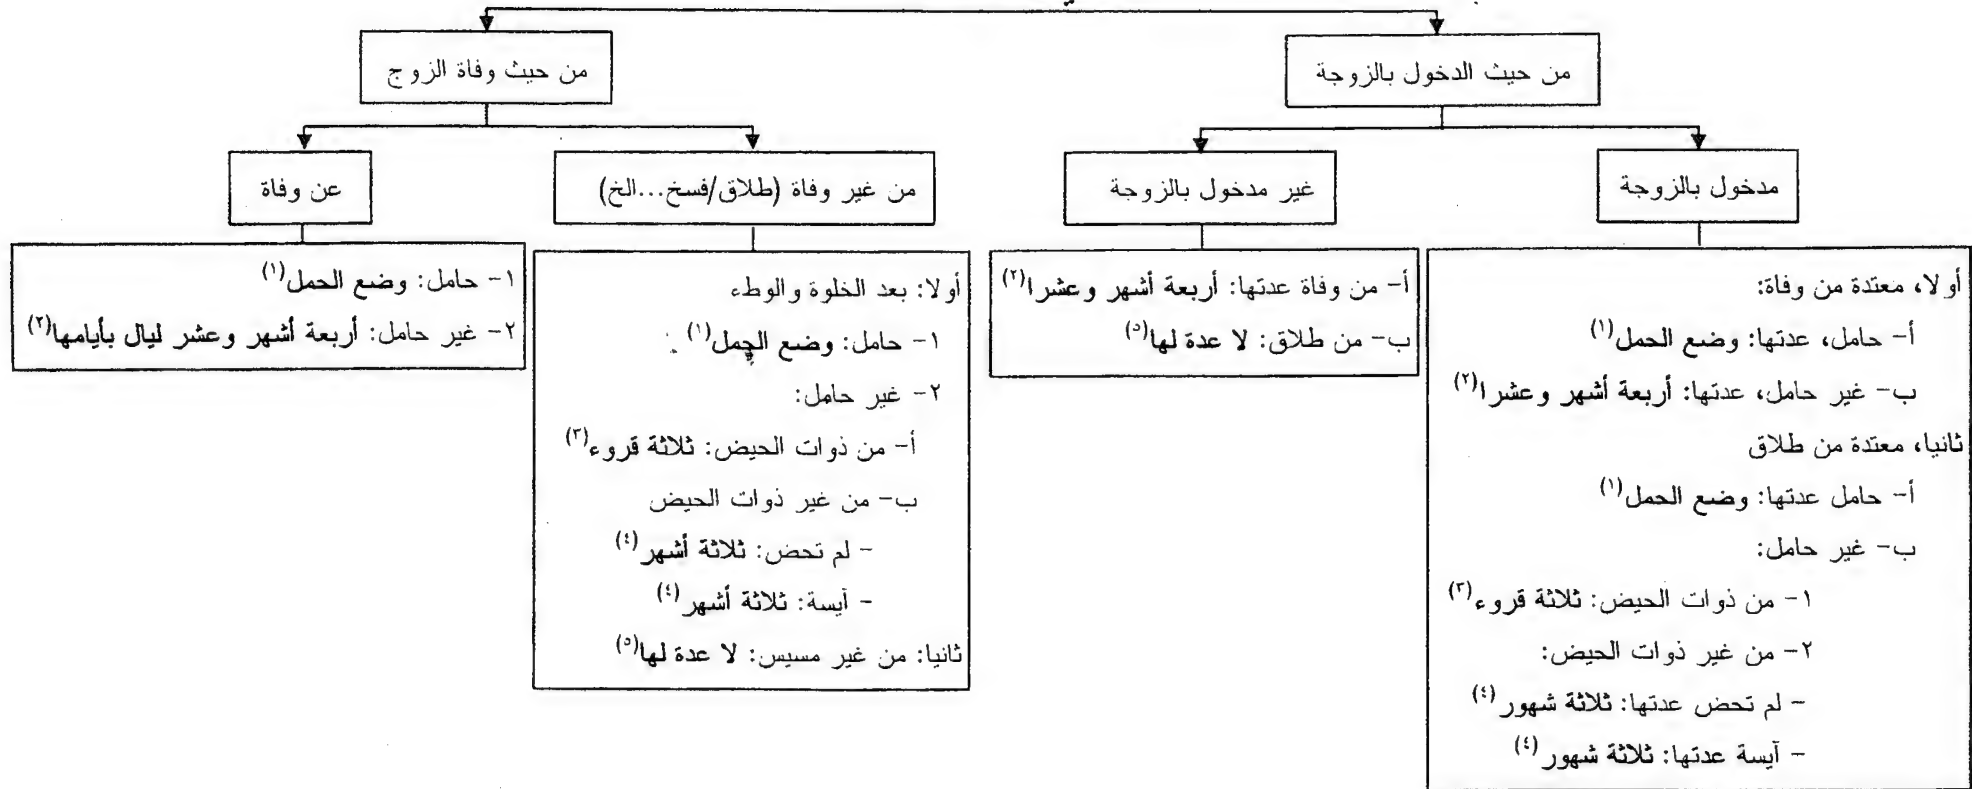 من حيث الدخول بالزوجة
من حيث وفاة الزوج
مدخول بالزوجة
غير مدخول بالزوجة
من غير وفاة (طلاق/فسخ...الخ)
عن وفاة
أولا، معتدة من وفاة:
أ- حامل، عدتها: وضع الحمل(١)
ب- غير حامل، عدتها: أربعة أشهر وعشرا(٢)
ثانيا، معتدة من طلاق
أ- حامل عدتها: وضع الحمل(١)
ب- غير حامل:
١- من ذوات الحيض: ثلاثة قروء(٣)
٢- من غير ذوات الحيض:
- لم تحض عدتها: ثلاثة شهور(٤)
- آيسة عدتها: ثلاثة شهور(٤)
أ- من وفاة عدتها: أربعة أشهر وعشرا(٢)
ب- من طلاق: لا عدة لها(٥)
أولا: بعد الخلوة والوطء
١- حامل: وضع الحمل(١)
٢- غير حامل:
أ- من ذوات الحيض: ثلاثة قروء(٣)
ب- من غير ذوات الحيض
- لم تحض: ثلاثة أشهر(٤)
- آيسة: ثلاثة أشهر(٤)
ثانيا: من غير مسيس: لا عدة لها(٥)
١- حامل: وضع الحمل(١)
٢- غير حامل: أربعة أشهر وعشر ليال بأيامها(٢)